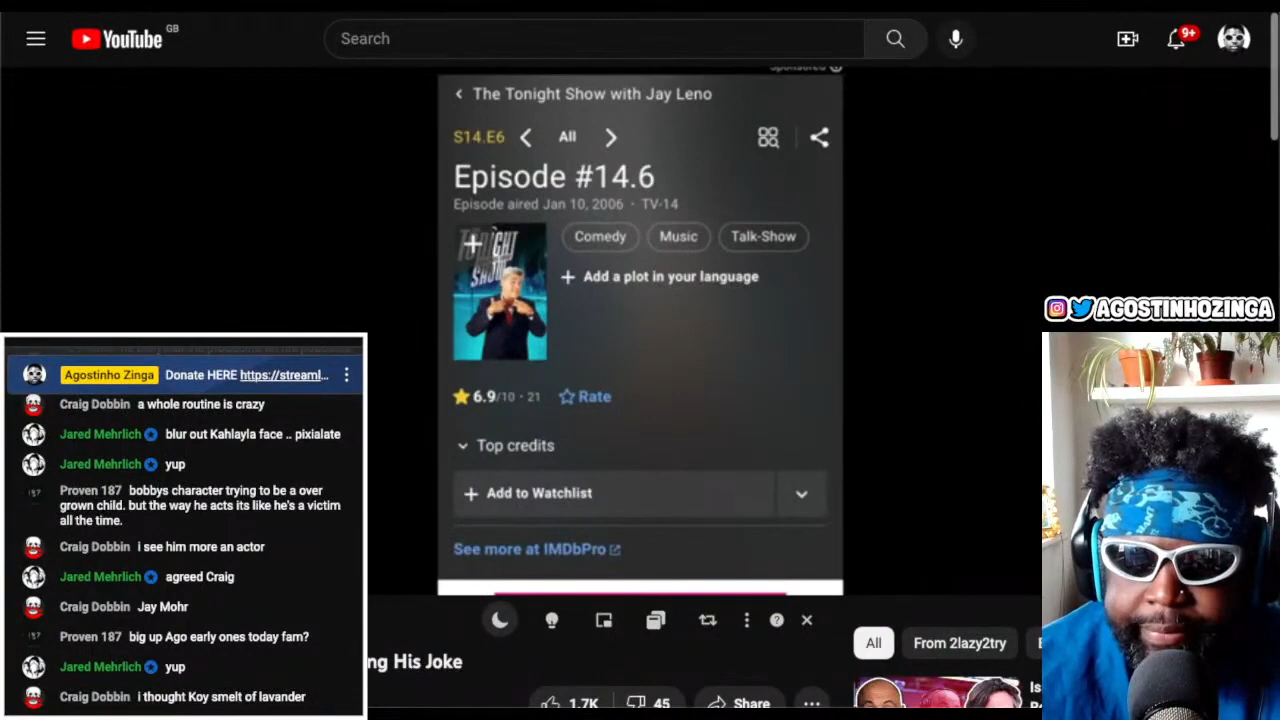 YouTube GB
Search
9+
Sponsored
The Tonight Show with Jay Leno
S14.E6
All
Episode #14.6
Episode aired Jan 10, 2006 · TV-14
TONIGHT
SHOW
Comedy
Music
Talk-Show
+ Add a plot in your language
6.9/10 · 21
Rate
Top credits
+ Add to Watchlist
See more at IMDbPro
AGOSTINHOZINGA
Agostinho Zinga Donate HERE https://streaml...
Craig Dobbin a whole routine is crazy
Jared Mehrlich blur out Kahlayla face .. pixialate
Jared Mehrlich yup
Proven 187 bobbys character trying to be a over
grown child. but the way he acts its like he's a victim
all the time.
Craig Dobbin i see him more an actor
Jared Mehrlich agreed Craig
Craig Dobbin Jay Mohr
Proven 187 big up Ago early ones today fam?
Jared Mehrlich yup
Craig Dobbin i thought Koy smelt of lavander
ng His Joke
All
From 2lazy2try
1.7K
45
Share
Is